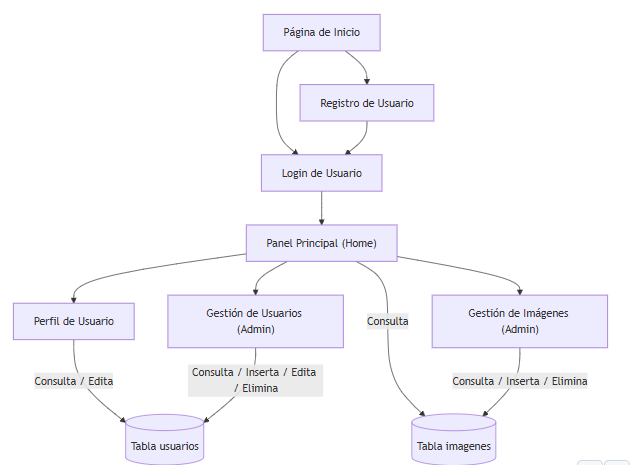 Página de Inicio
Registro de Usuario
Login de Usuario
Panel Principal (Home)
Perfil de Usuario
Gestión de Usuarios
(Admin)
Consulta
Gestión de Imágenes
(Admin)
Consulta / Edita
Consulta / Inserta / Edita
/ Elimina
Consulta / Inserta / Elimina
Tabla usuarios
Tabla imagenes